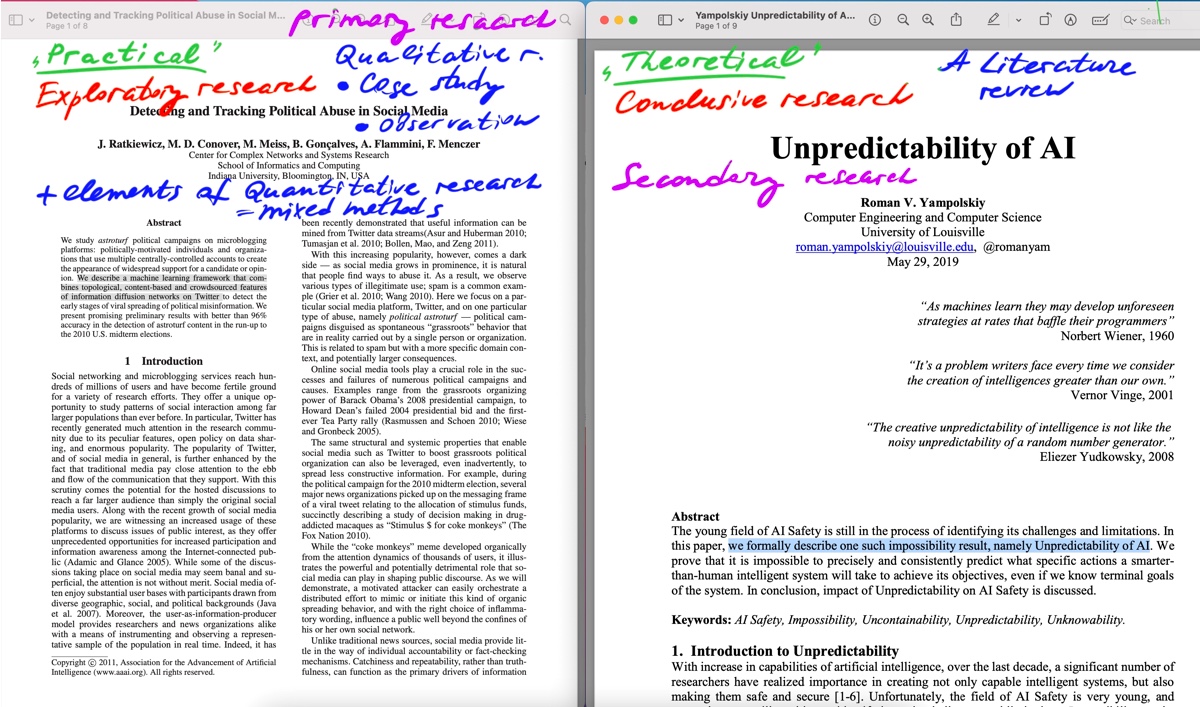 Detecting and Tracking Political Abuse in Social M...
Page 1 of 8
Primary research
"Practical"
Qualitative r.
Exploratory research
• Case study
Detecting and Tracking Political Abuse in Social Media
• observation
J. Ratkiewicz, M. D. Conover, M. Meiss, B. Gonçalves, A. Flammini, F. Menczer
Center for Complex Networks and Systems Research
School of Informatics and Computing
Indiana University, Bloomington, IN, USA
+ elements of Quantitative research
= mixed methods
Abstract
We study astroturf political campaigns on microblogging
platforms: politically-motivated individuals and organiza-
tions that use multiple centrally-controlled accounts to create
the appearance of widespread support for a candidate or opin-
ion. We describe a machine learning framework that com-
bines topological, content-based and crowdsourced features
of information diffusion networks on Twitter to detect the
early stages of viral spreading of political misinformation. We
present promising preliminary results with better than 96%
accuracy in the detection of astroturf content in the run-up to
the 2010 U.S. midterm elections.
1 Introduction
Social networking and microblogging services reach hun-
dreds of millions of users and have become fertile ground
for a variety of research efforts. They offer a unique op-
portunity to study patterns of social interaction among far
larger populations than ever before. In particular, Twitter has
recently generated much attention in the research commu-
nity due to its peculiar features, open policy on data shar-
ing, and enormous popularity. The popularity of Twitter,
and of social media in general, is further enhanced by the
fact that traditional media pay close attention to the ebb
and flow of the communication that they support. With this
scrutiny comes the potential for the hosted discussions to
reach a far larger audience than simply the original social
media users. Along with the recent growth of social media
popularity, we are witnessing an increased usage of these
platforms to discuss issues of public interest, as they offer
unprecedented opportunities for increased participation and
information awareness among the Internet-connected pub-
lic (Adamic and Glance 2005). While some of the discus-
sions taking place on social media may seem banal and su-
perficial, the attention is not without merit. Social media of-
ten enjoy substantial user bases with participants drawn from
diverse geographic, social, and political backgrounds (Java
et al. 2007). Moreover, the user-as-information-producer
model provides researchers and news organizations alike
with a means of instrumenting and observing a represen-
tative sample of the population in real time. Indeed, it has
Copyright © 2011, Association for the Advancement of Artificial
Intelligence (www.aaai.org). All rights reserved.
been recently demonstrated that useful information can be
mined from Twitter data streams(Asur and Huberman 2010;
Tumasjan et al. 2010; Bollen, Mao, and Zeng 2011).
With this increasing popularity, however, comes a dark
side — as social media grows in prominence, it is natural
that people find ways to abuse it. As a result, we observe
various types of illegitimate use; spam is a common exam-
ple (Grier et al. 2010; Wang 2010). Here we focus on a par-
ticular social media platform, Twitter, and on one particular
type of abuse, namely political astroturf — political cam-
paigns disguised as spontaneous “grassroots” behavior that
are in reality carried out by a single person or organization.
This is related to spam but with a more specific domain con-
text, and potentially larger consequences.
Online social media tools play a crucial role in the suc-
cesses and failures of numerous political campaigns and
causes. Examples range from the grassroots organizing
power of Barack Obama’s 2008 presidential campaign, to
Howard Dean’s failed 2004 presidential bid and the first-
ever Tea Party rally (Rasmussen and Schoen 2010; Wiese
and Gronbeck 2005).
The same structural and systemic properties that enable
social media such as Twitter to boost grassroots political
organization can also be leveraged, even inadvertently, to
spread less constructive information. For example, during
the political campaign for the 2010 midterm election, several
major news organizations picked up on the messaging frame
of a viral tweet relating to the allocation of stimulus funds,
succinctly describing a study of decision making in drug-
addicted macaques as “Stimulus $ for coke monkeys” (The
Fox Nation 2010).
While the “coke monkeys” meme developed organically
from the attention dynamics of thousands of users, it illus-
trates the powerful and potentially detrimental role that so-
cial media can play in shaping public discourse. As we will
demonstrate, a motivated attacker can easily orchestrate a
distributed effort to mimic or initiate this kind of organic
spreading behavior, and with the right choice of inflamma-
tory wording, influence a public well beyond the confines of
his or her own social network.
Unlike traditional news sources, social media provide lit-
tle in the way of individual accountability or fact-checking
mechanisms. Catchiness and repeatability, rather than truth-
fulness, can function as the primary drivers of information
Yampolskiy Unpredictability of A...
Page 1 of 9
Search
"Theoretical"
A Literature
review
Conclusive research
Unpredictability of AI
Secondary research
Roman V. Yampolskiy
Computer Engineering and Computer Science
University of Louisville
roman.yampolskiy@louisville.edu, @romanyam
May 29, 2019
“As machines learn they may develop unforeseen
strategies at rates that baffle their programmers”
Norbert Wiener, 1960
“It’s a problem writers face every time we consider
the creation of intelligences greater than our own.”
Vernor Vinge, 2001
“The creative unpredictability of intelligence is not like the
noisy unpredictability of a random number generator.”
Eliezer Yudkowsky, 2008
Abstract
The young field of AI Safety is still in the process of identifying its challenges and limitations. In
this paper, we formally describe one such impossibility result, namely Unpredictability of AI. We
prove that it is impossible to precisely and consistently predict what specific actions a smarter-
than-human intelligent system will take to achieve its objectives, even if we know terminal goals
of the system. In conclusion, impact of Unpredictability on AI Safety is discussed.
Keywords: AI Safety, Impossibility, Uncontainability, Unpredictability, Unknowability.
1. Introduction to Unpredictability
With increase in capabilities of artificial intelligence, over the last decade, a significant number of
researchers have realized importance in creating not only capable intelligent systems, but also
making them safe and secure [1-6]. Unfortunately, the field of AI Safety is very young, and